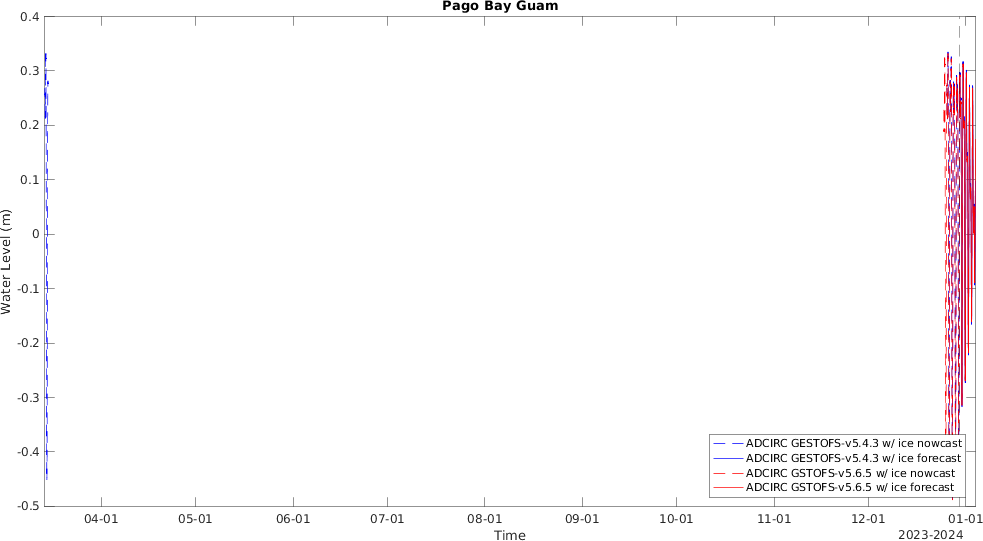 Pago Bay Guam
0.4
0.3
0.2
0.1
0
-0.1
-0.2
-0.3
-0.4
-0.5
Water Level (m)
ADCIRC GESTOFS-v5.4.3 w/ ice nowcast
ADCIRC GESTOFS-v5.4.3 w/ ice forecast
ADCIRC GSTOFS-v5.6.5 w/ ice nowcast
ADCIRC GSTOFS-v5.6.5 w/ ice forecast
04-01 05-01 06-01 07-01 08-01 09-01 10-01 11-01 12-01 01-01
Time
2023-2024